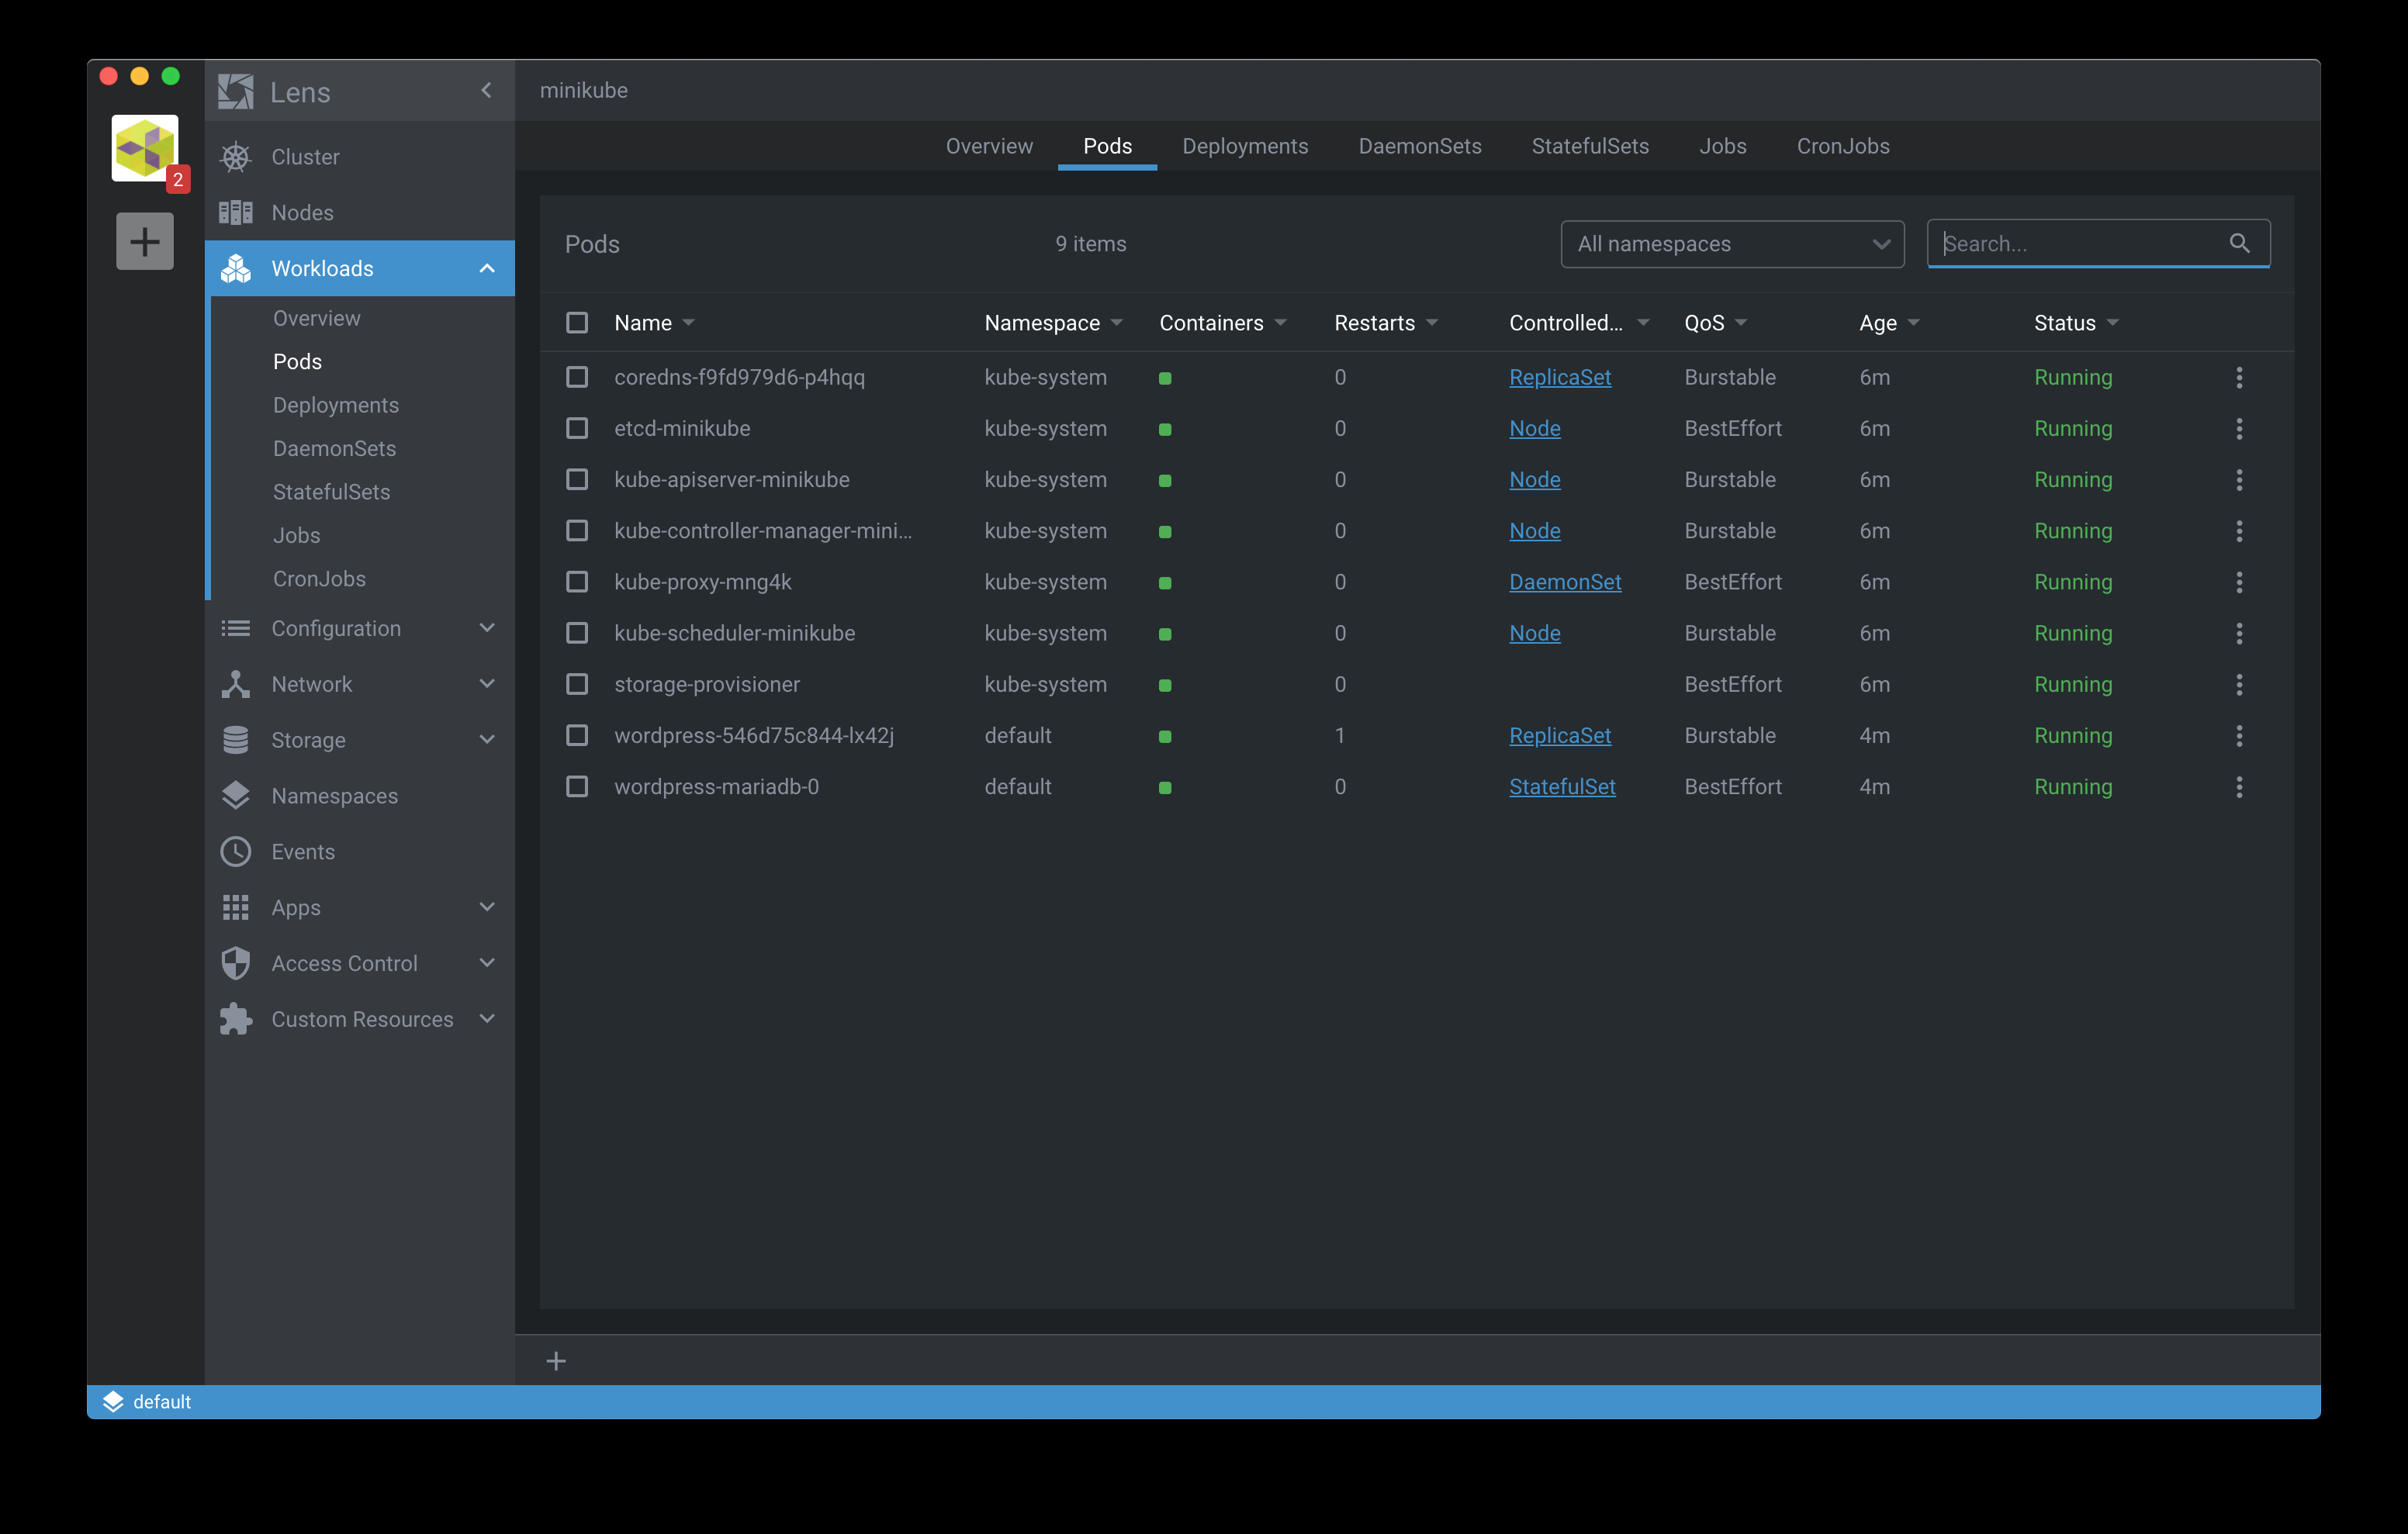 Lens
minikube
2
Cluster
Nodes
Workloads
Overview
Pods
Deployments
DaemonSets
StatefulSets
Jobs
CronJobs
Configuration
Network
Storage
Namespaces
Events
Apps
Access Control
Custom Resources
Overview Pods Deployments DaemonSets StatefulSets Jobs CronJobs
Pods 9 items All namespaces Search...
Name Namespace Containers Restarts Controlled... QoS Age Status
coredns-f9fd979d6-p4hqq kube-system 0 ReplicaSet Burstable 6m Running
etcd-minikube kube-system 0 Node BestEffort 6m Running
kube-apiserver-minikube kube-system 0 Node Burstable 6m Running
kube-controller-manager-mini... kube-system 0 Node Burstable 6m Running
kube-proxy-mng4k kube-system 0 DaemonSet BestEffort 6m Running
kube-scheduler-minikube kube-system 0 Node Burstable 6m Running
storage-provisioner kube-system 0 BestEffort 6m Running
wordpress-546d75c844-lx42j default 1 ReplicaSet Burstable 4m Running
wordpress-mariadb-0 default 0 StatefulSet BestEffort 4m Running
default